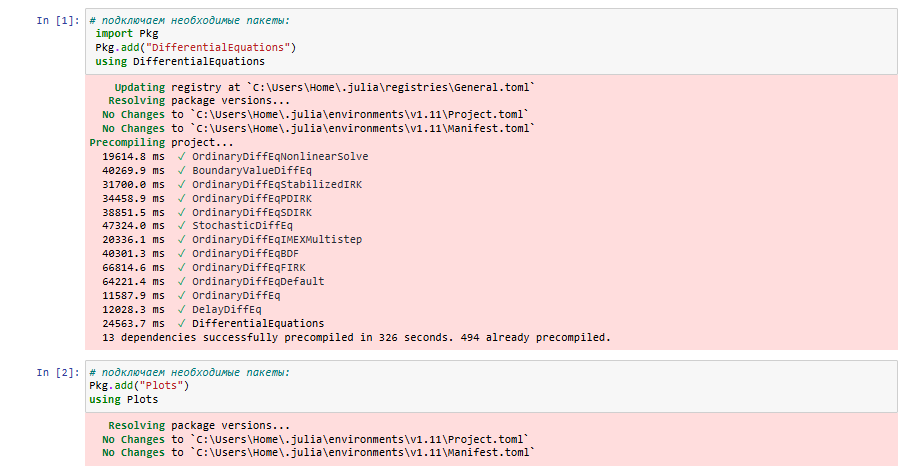 In [1]: # подключаем необходимые пакеты:
import Pkg
Pkg.add("DifferentialEquations")
using DifferentialEquations
Updating registry at `C:\Users\Home\.julia\registries\General.toml`
Resolving package versions...
No Changes to `C:\Users\Home\.julia\environments\v1.11\Project.toml`
No Changes to `C:\Users\Home\.julia\environments\v1.11\Manifest.toml`
Precompiling project...
19614.8 ms ✓ OrdinaryDiffEqNonlinearSolve
40269.9 ms ✓ BoundaryValueDiffEq
31700.0 ms ✓ OrdinaryDiffEqStabilizedIRK
34458.9 ms ✓ OrdinaryDiffEqPDIRK
38851.5 ms ✓ OrdinaryDiffEqSDIRK
47324.0 ms ✓ StochasticDiffEq
20336.1 ms ✓ OrdinaryDiffEqIMEXMultistep
40301.3 ms ✓ OrdinaryDiffEqBDF
66814.6 ms ✓ OrdinaryDiffEqFIRK
64221.4 ms ✓ OrdinaryDiffEqDefault
11587.9 ms ✓ OrdinaryDiffEq
12028.3 ms ✓ DelayDiffEq
24563.7 ms ✓ DifferentialEquations
13 dependencies successfully precompiled in 326 seconds. 494 already precompiled.
In [2]: # подключаем необходимые пакеты:
Pkg.add("Plots")
using Plots
Resolving package versions...
No Changes to `C:\Users\Home\.julia\environments\v1.11\Project.toml`
No Changes to `C:\Users\Home\.julia\environments\v1.11\Manifest.toml`